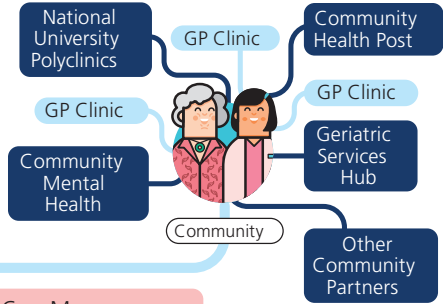 National
University
Polyclinics
GP Clinic
Community
Health Post
GP Clinic
GP Clinic
Community
Mental
Health
Geriatric
Services
Hub
Community
Other
Community
Partners